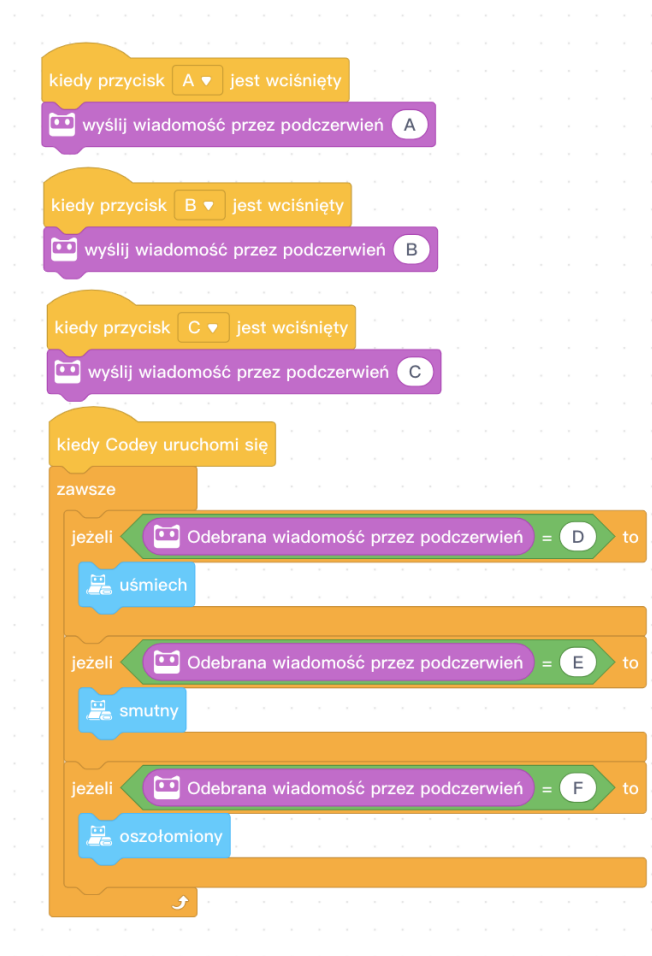 kiedy przycisk A jest wciśnięty
wyślij wiadomość przez podczerwień A
kiedy przycisk B jest wciśnięty
wyślij wiadomość przez podczerwień B
kiedy przycisk C jest wciśnięty
wyślij wiadomość przez podczerwień C
kiedy Codey uruchomi się
zawsze
jeżeli Odebrana wiadomość przez podczerwień = D to
uśmiech
jeżeli Odebrana wiadomość przez podczerwień = E to
smutny
jeżeli Odebrana wiadomość przez podczerwień = F to
oszołomiony